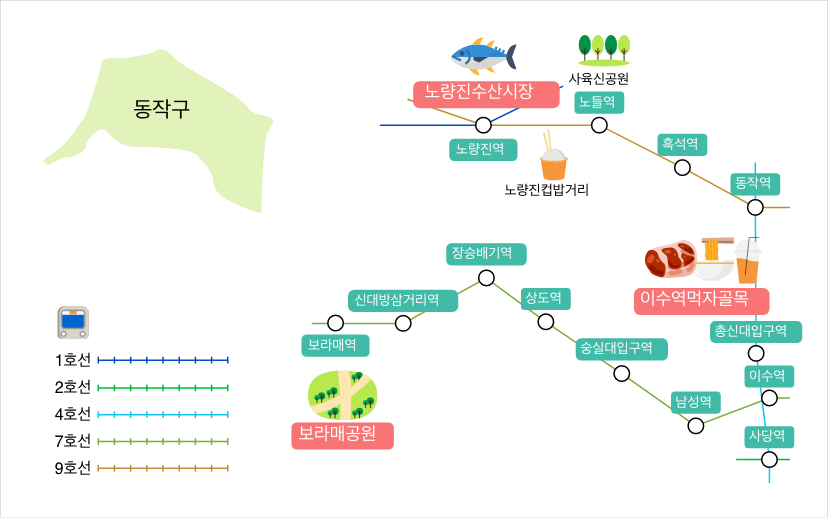 동작구
노량진수산시장
사육신공원
노들역
노량진역
흑석역
노량진컵밥거리
동작역
장승배기역
신대방삼거리역
상도역
이수역먹자골목
보라매역
숭실대입구역
총신대입구역
이수역
남성역
보라매공원
사당역
1호선
2호선
4호선
7호선
9호선